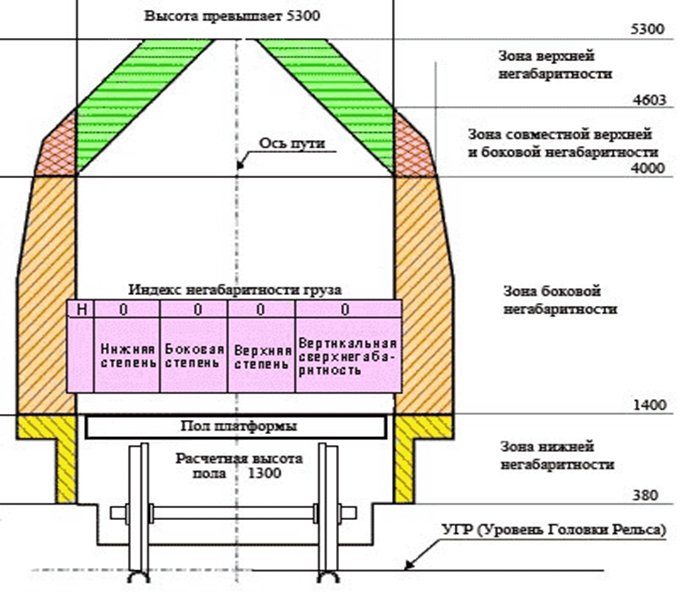 Высота превышает 5300
5300
Зона верхней
негабаритности
4603
Зона совместной верхней
и боковой негабаритности
4000
Ось пути
Индекс негабаритности груза
Н 0 0 0 0
Нижняя степень
Боковая степень
Верхняя степень
Вертикальная
сверхнегаба-
ритность
Зона боковой
негабаритности
1400
Пол платформы
Расчетная высота
пола 1300
Зона нижней
негабаритности
380
УГР (Уровень Головки Рельса)